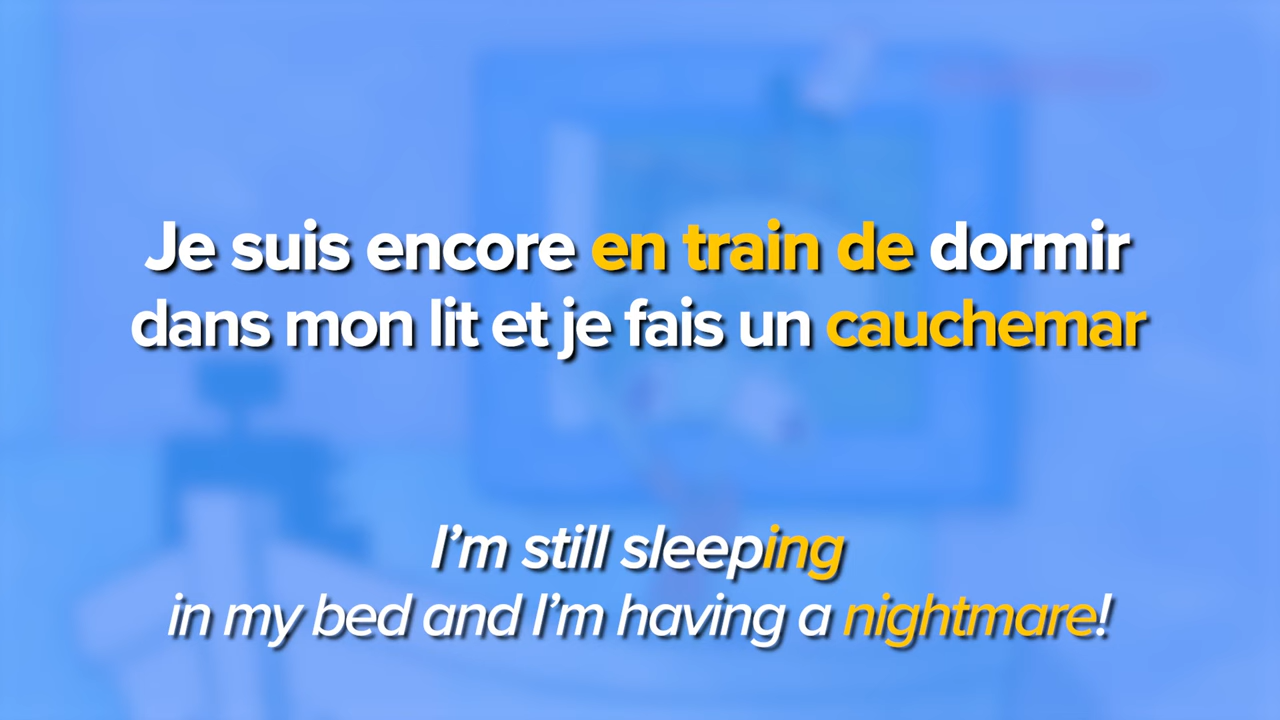 Je suis encore en train de dormir
dans mon lit et je fais un cauchemar
I’m still sleeping
in my bed and I’m having a nightmare!